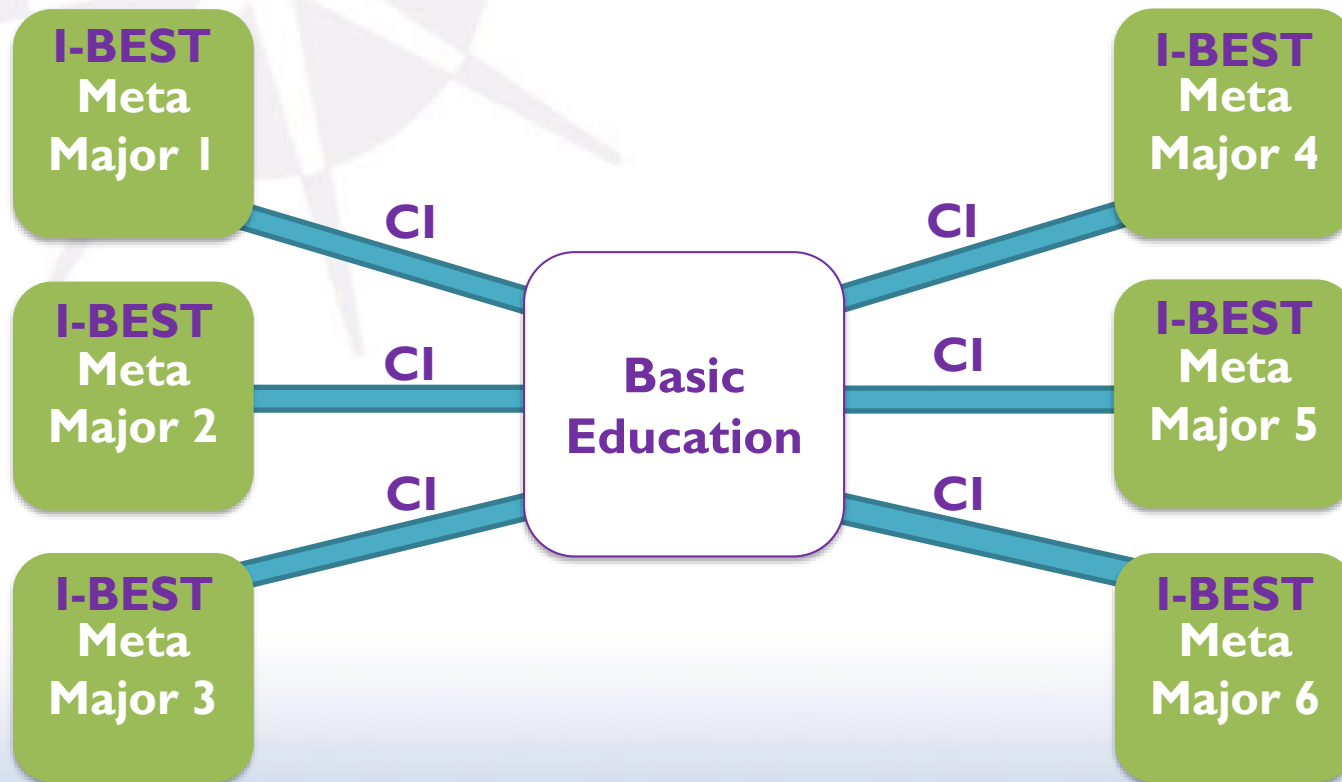 I-BEST
Meta
Major 1
I-BEST
Meta
Major 2
I-BEST
Meta
Major 3
CI
CI
CI
Basic
Education
CI
CI
CI
I-BEST
Meta
Major 4
I-BEST
Meta
Major 5
I-BEST
Meta
Major 6